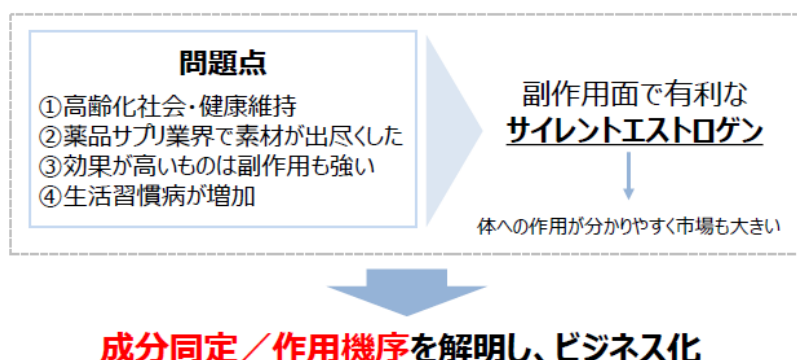 問題点
①高齢化社会・健康維持
②薬品サプリ業界で素材が出尽くした
③効果が高いものは副作用も強い
④生活習慣病が増加
副作用面で有利な
サイレントエストロゲン
体への作用が分かりやすく市場も大きい
成分同定／作用機序を解明し、ビジネス化